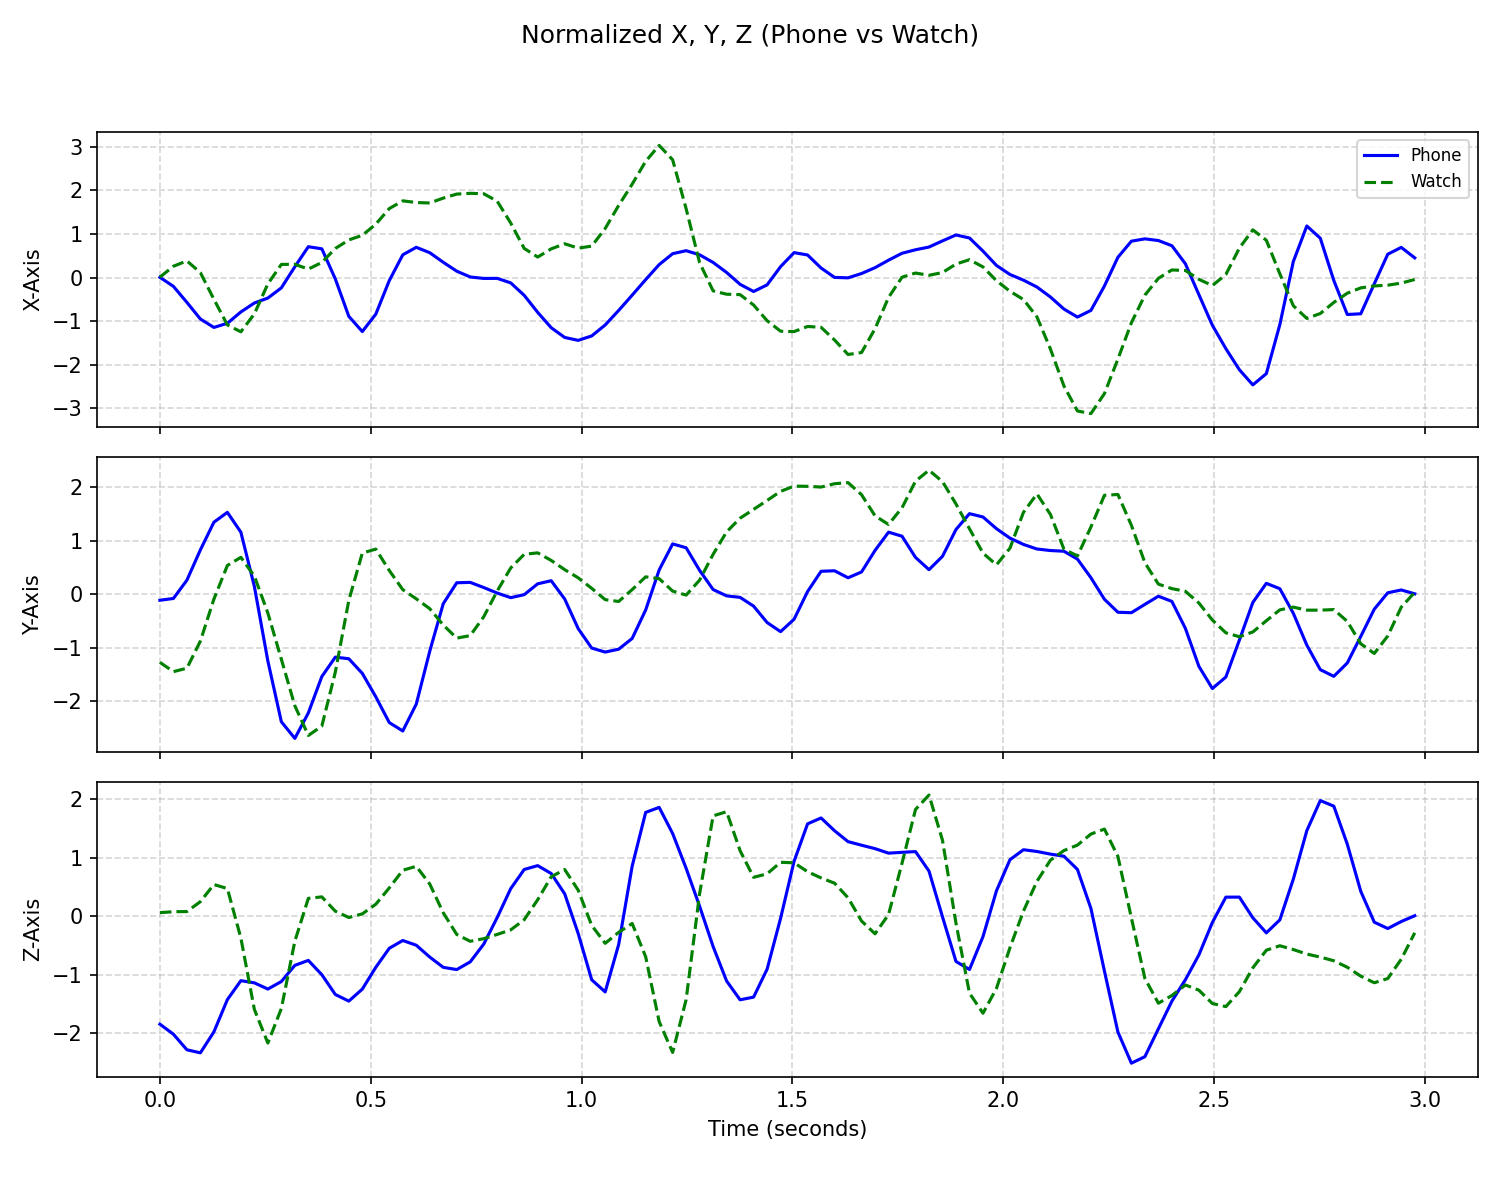 Normalized X, Y, Z (Phone vs Watch)
X-Axis
3
2
1
0
−1
−2
−3
Phone
Watch
Y-Axis
2
1
0
−1
−2
Z-Axis
2
1
0
−1
−2
0.0 0.5 1.0 1.5 2.0 2.5 3.0
Time (seconds)